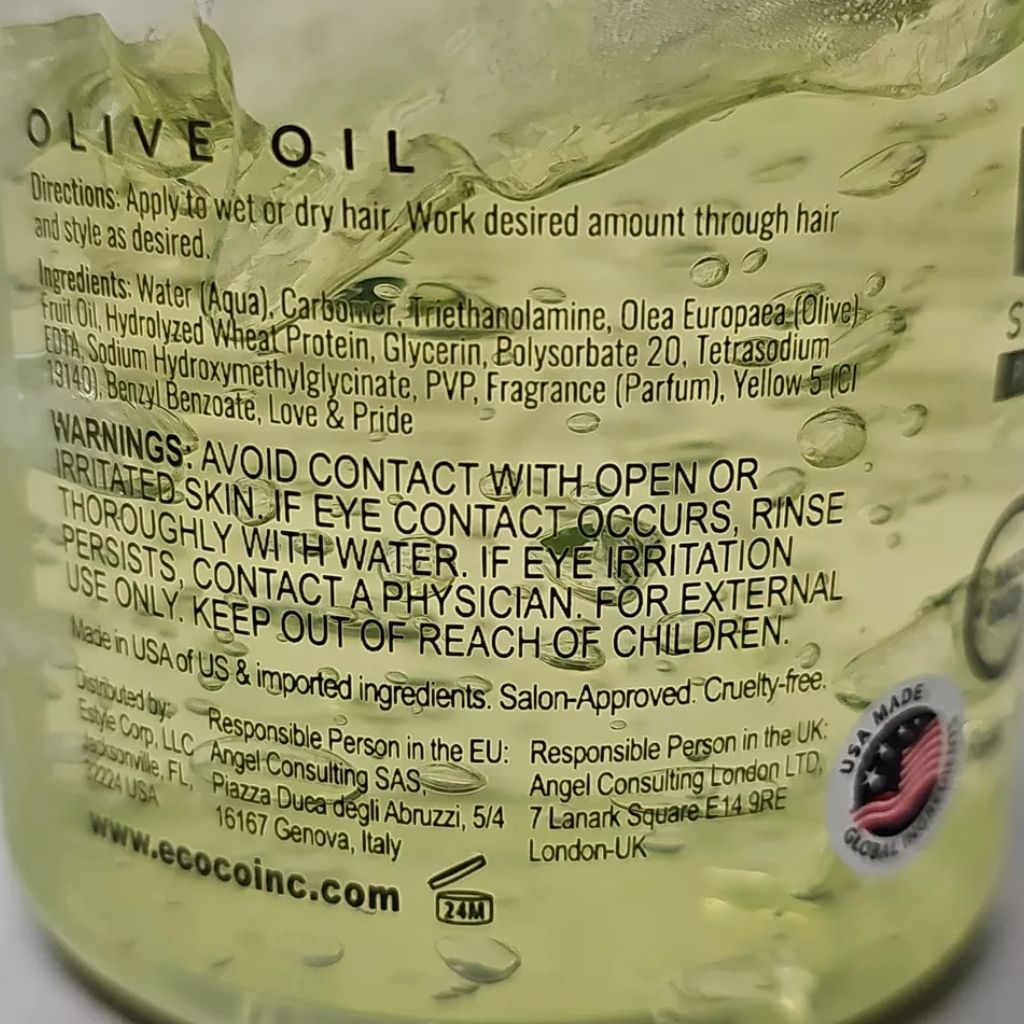 OLIVE OIL
Directions: Apply to wet or dry hair. Work desired amount through hair
and style as desired.
Ingredients: Water (Aqua), Carbomer, Triethanolamine, Olea Europaea (Olive)
Fruit Oil, Hydrolyzed Wheat Protein, Glycerin, Polysorbate 20, Tetrasodium
EDTA, Sodium Hydroxymethylglycinate, PVP, Fragrance (Parfum), Yellow 5 (CI
19140), Benzyl Benzoate, Love & Pride
WARNINGS: AVOID CONTACT WITH OPEN OR
IRRITATED SKIN. IF EYE CONTACT OCCURS, RINSE
THOROUGHLY WITH WATER. IF EYE IRRITATION
PERSISTS, CONTACT A PHYSICIAN. FOR EXTERNAL
USE ONLY. KEEP OUT OF REACH OF CHILDREN.
Made in USA of US & imported ingredients. Salon-Approved. Cruelty-free.
Distributed by:
Estyle Corp, LLC
Jacksonville, FL,
32224 USA
Responsible Person in the EU:
Angel Consulting SAS,
Piazza Duca degli Abruzzi, 5/4
16167 Genova, Italy
Responsible Person in the UK:
Angel Consulting London LTD,
7 Lanark Square E14 9RE
London-UK
USA MADE
GLOBAL INGREDIENTS
www.ecocoinc.com
24M